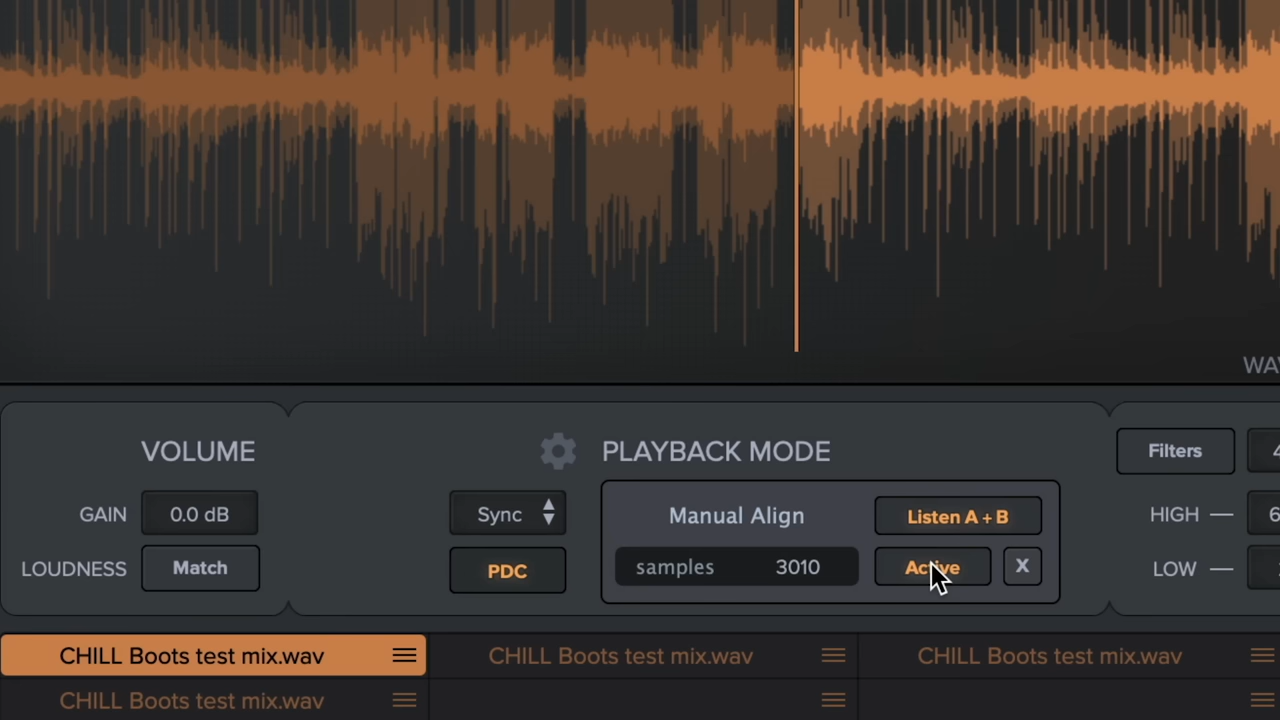 WA
VOLUME
PLAYBACK MODE
Filters
GAIN 0.0 dB
Sync
Manual Align
Listen A + B
HIGH
LOUDNESS Match
PDC
samples 3010
Active
X
LOW
CHILL Boots test mix.wav
CHILL Boots test mix.wav
CHILL Boots test mix.wav
CHILL Boots test mix.wav